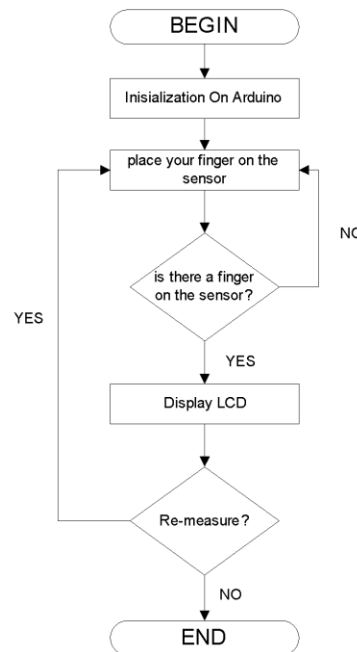 BEGIN
Inisialization On Arduino
place your finger on the
sensor
NO
is there a finger
on the sensor?
YES
YES
Display LCD
Re-measure?
NO
END